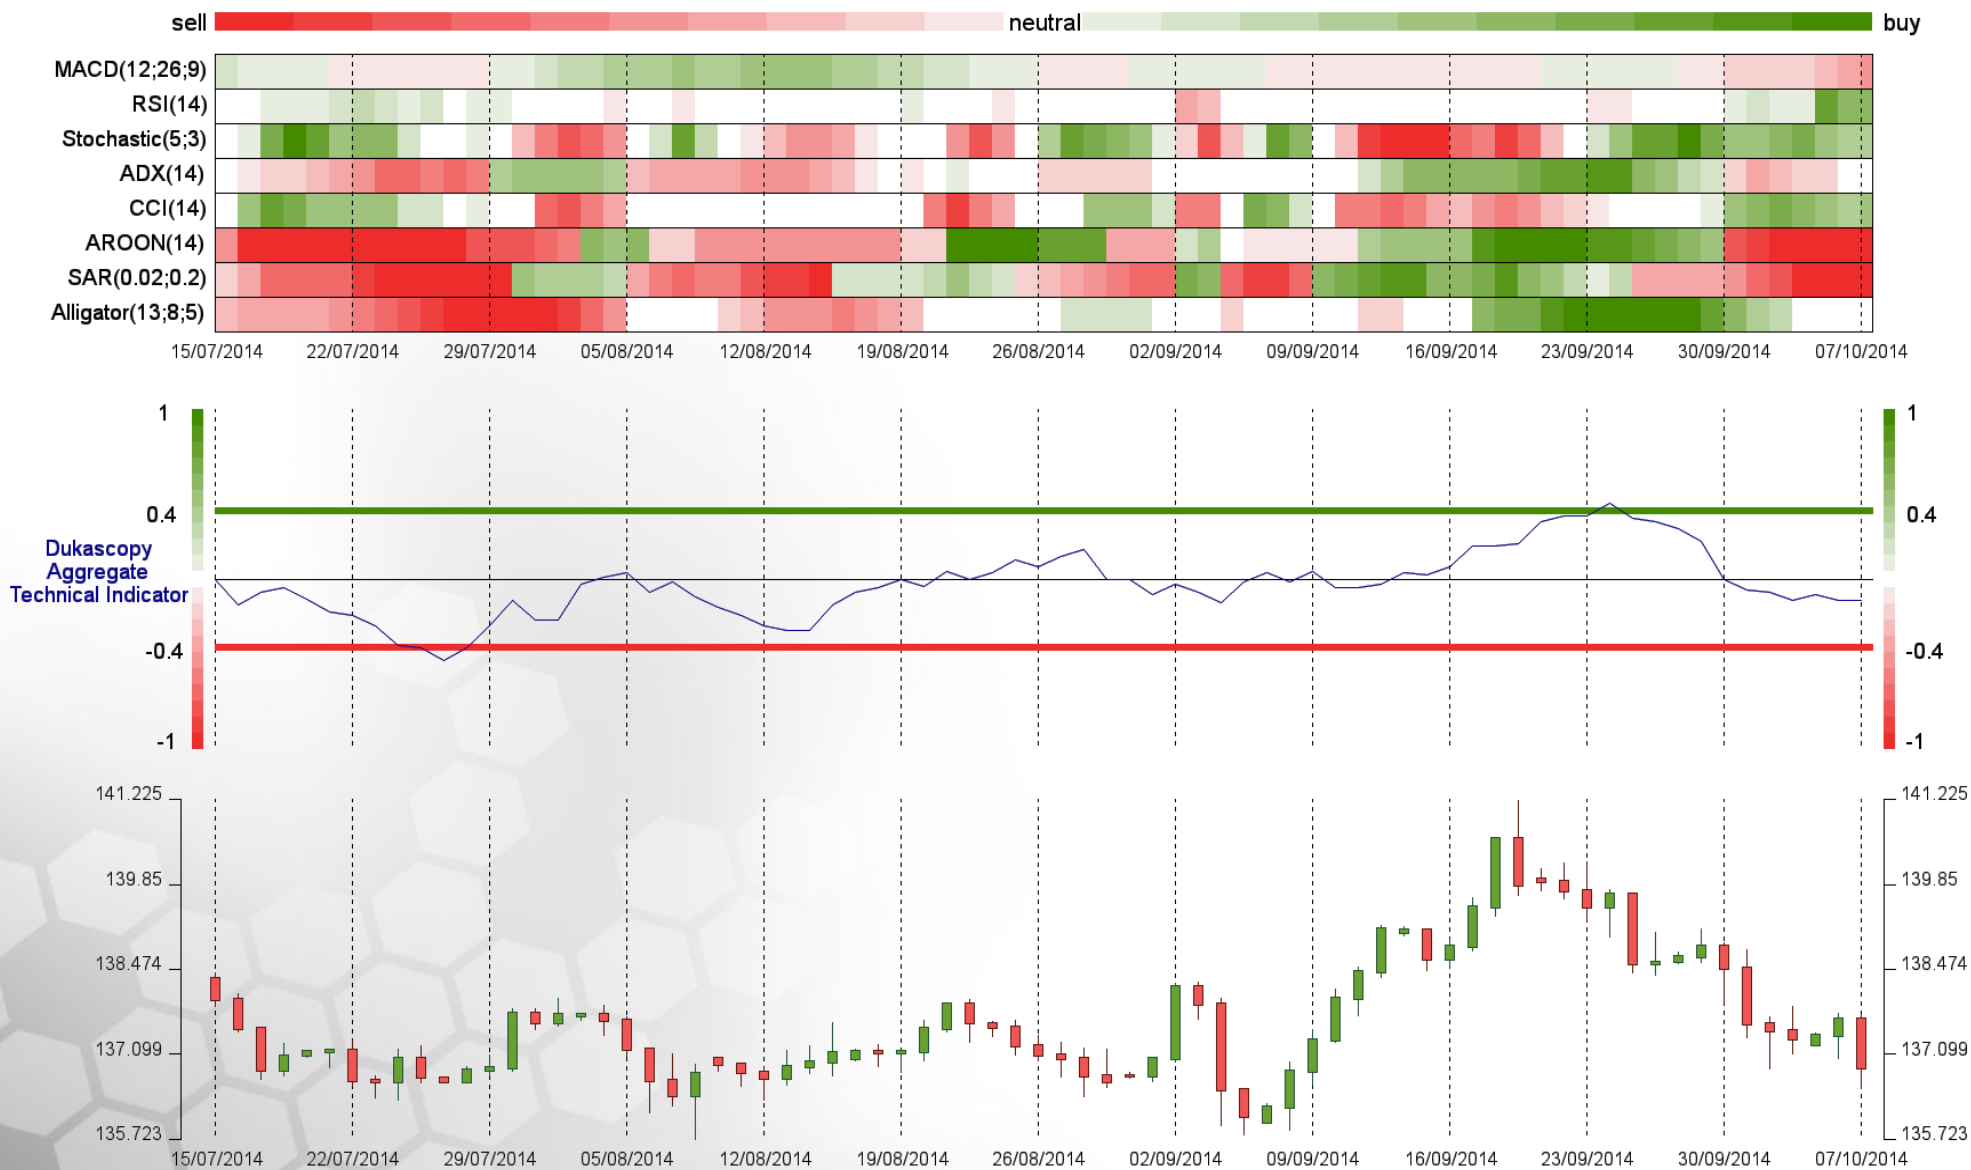 sell neutral buy
MACD(12;26;9)
RSI(14)
Stochastic(5;3)
ADX(14)
CCI(14)
AROON(14)
SAR(0.02;0.2)
Alligator(13;8;5)
15/07/2014 22/07/2014 29/07/2014 05/08/2014 12/08/2014 19/08/2014 26/08/2014 02/09/2014 09/09/2014 16/09/2014 23/09/2014 30/09/2014 07/10/2014
1 1
0.4 0.4
Dukascopy
Aggregate
Technical Indicator
-0.4 -0.4
-1 -1
141.225 141.225
139.85 139.85
138.474 138.474
137.099 137.099
135.723 135.723
15/07/2014 22/07/2014 29/07/2014 05/08/2014 12/08/2014 19/08/2014 26/08/2014 02/09/2014 09/09/2014 16/09/2014 23/09/2014 30/09/2014 07/10/2014